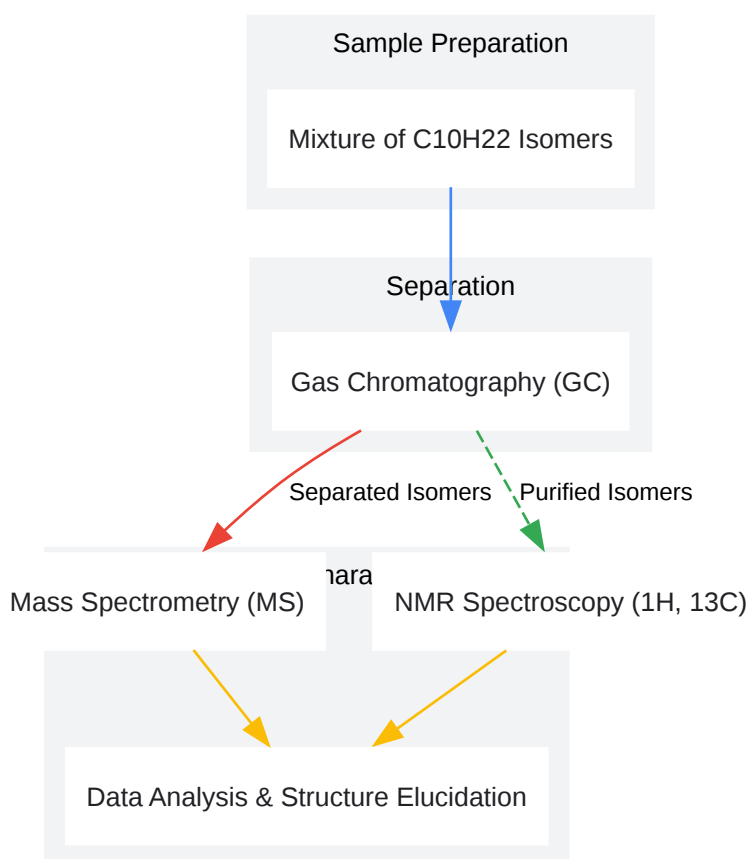 Sample Preparation
Mixture of C10H22 Isomers
Separation
Gas Chromatography (GC)
Separated Isomers
Purified Isomers
Mass Spectrometry (MS)
NMR Spectroscopy (1H, 13C)
Data Analysis & Structure Elucidation